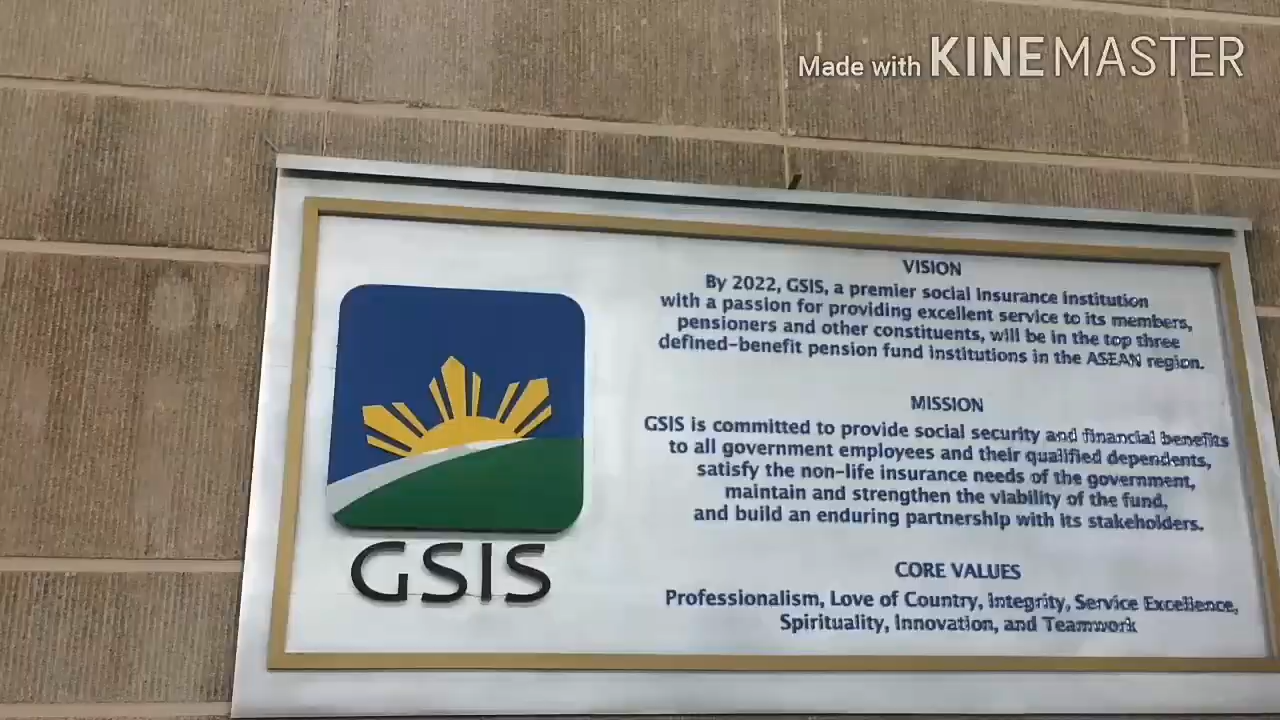 Made with KINEMASTER
VISION
By 2022, GSIS, a premier social insurance institution
with a passion for providing excellent service to its members,
pensioners and other constituents, will be in the top three
defined-benefit pension fund institutions in the ASEAN region.
MISSION
GSIS is committed to provide social security and financial benefits
to all government employees and their qualified dependents,
satisfy the non-life insurance needs of the government,
maintain and strengthen the viability of the fund,
and build an enduring partnership with its stakeholders.
CORE VALUES
Professionalism, Love of Country, Integrity, Service Excellence,
Spirituality, Innovation, and Teamwork
GSIS